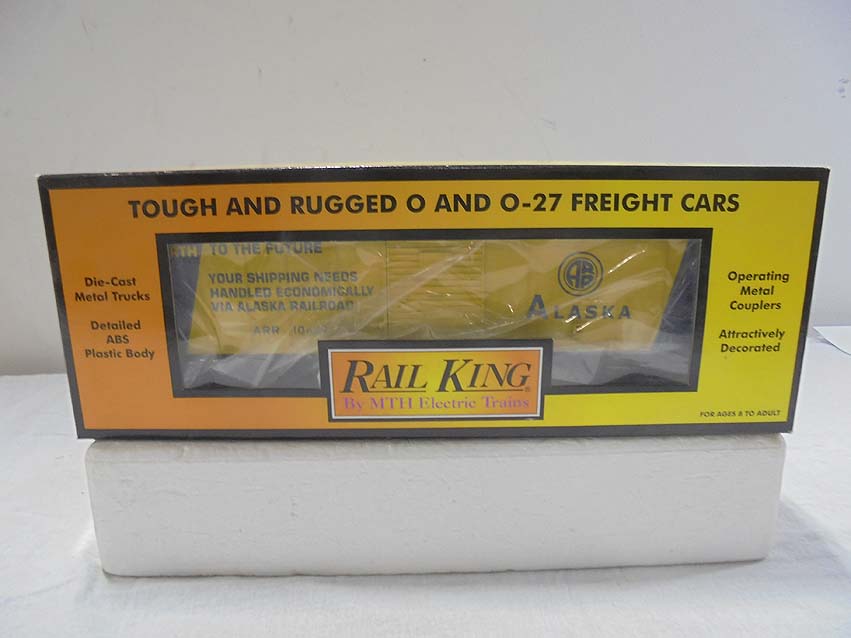 TOUGH AND RUGGED O AND O-27 FREIGHT CARS
Die-Cast
Metal Trucks
Detailed
ABS
Plastic Body
MTH TO THE FUTURE
YOUR SHIPPING NEEDS
HANDLED ECONOMICALLY
VIA ALASKA RAILROAD
ARR
ARR
ALASKA
Operating
Metal
Couplers
Attractively
Decorated
RAIL KING®
By MTH Electric Trains
FOR AGES 8 TO ADULT